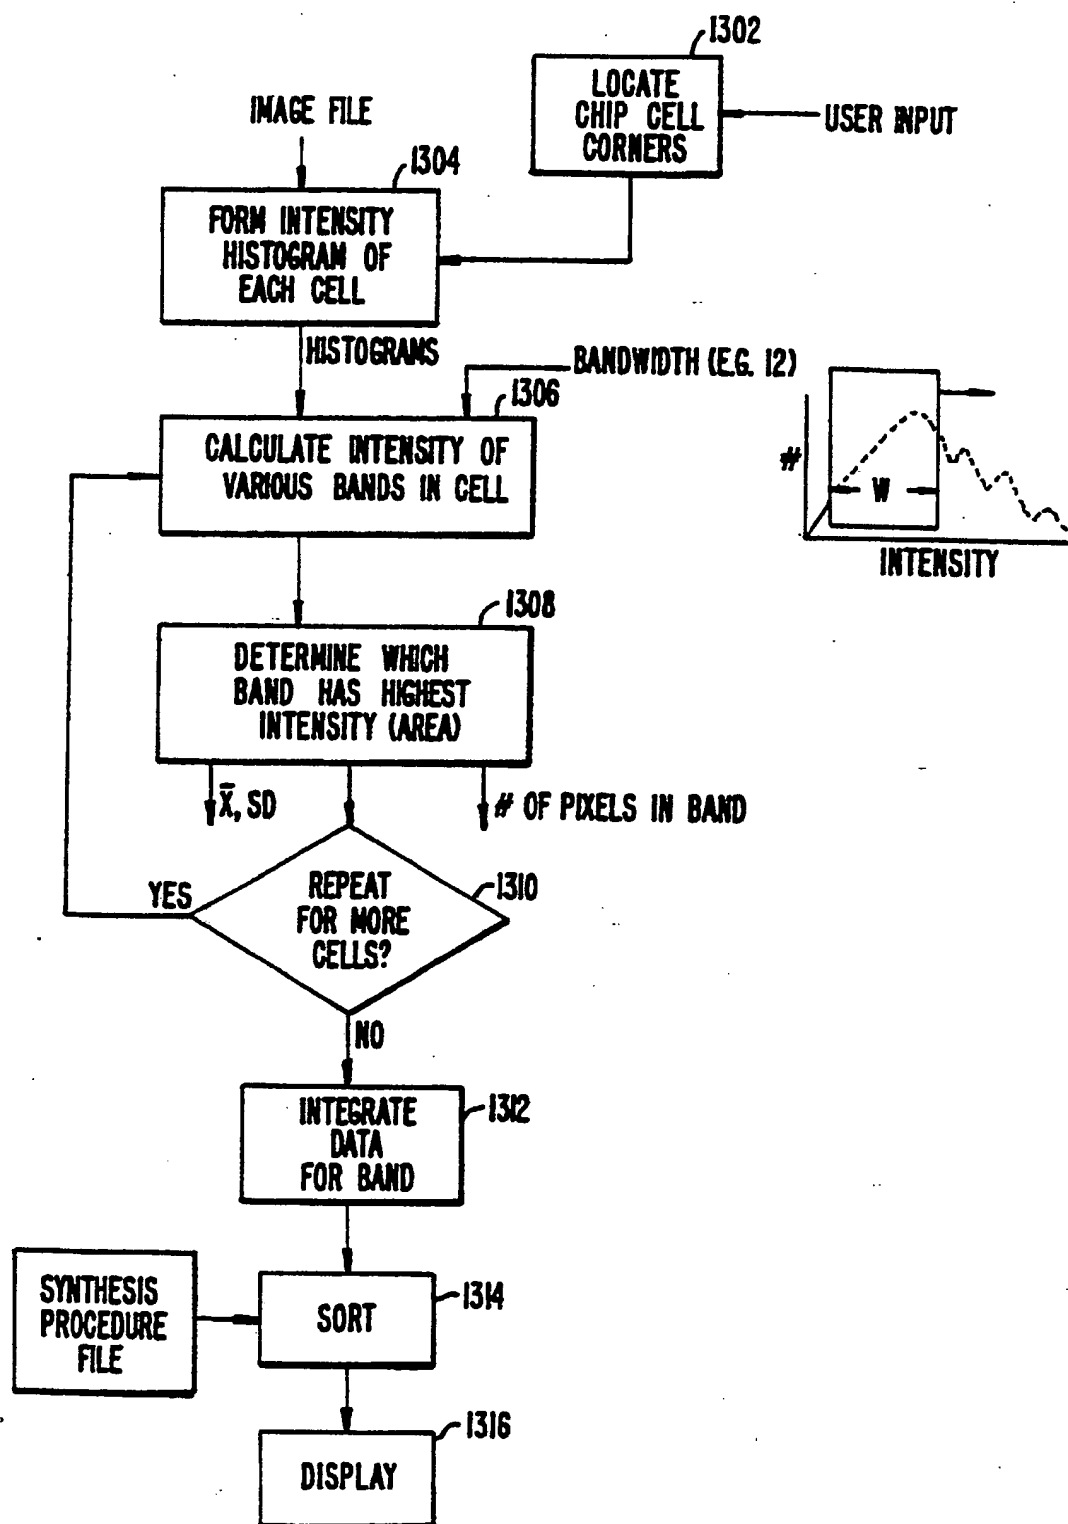 1302
LOCATE
CHIP CELL
CORNERS
USER INPUT
IMAGE FILE
1304
FORM INTENSITY
HISTOGRAM OF
EACH CELL
HISTOGRAMS
BANDWIDTH (E.G. 12)
1306
CALCULATE INTENSITY OF
VARIOUS BANDS IN CELL
#
W
INTENSITY
1308
DETERMINE WHICH
BAND HAS HIGHEST
INTENSITY (AREA)
X̄, SD
# OF PIXELS IN BAND
YES
REPEAT
FOR MORE
CELLS?
1310
NO
INTEGRATE
DATA
FOR BAND
1312
SYNTHESIS
PROCEDURE
FILE
SORT
1314
DISPLAY
1316